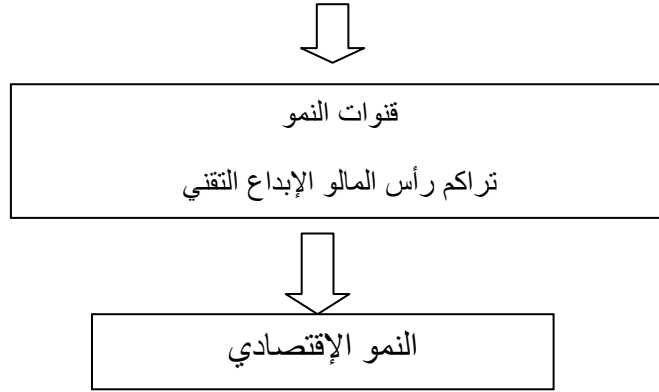 قنوات النمو
تراكم رأس المالو الإبداع التقني
النمو الإقتصادي